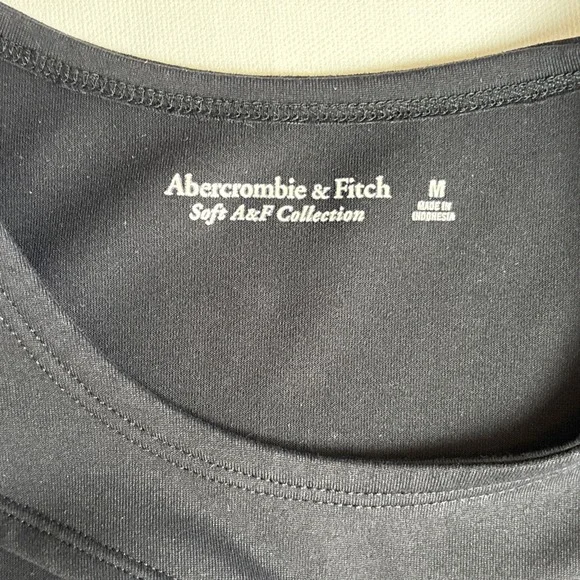 Abercrombie & Fitch
Soft A&F Collection
M
MADE IN
INDONESIA